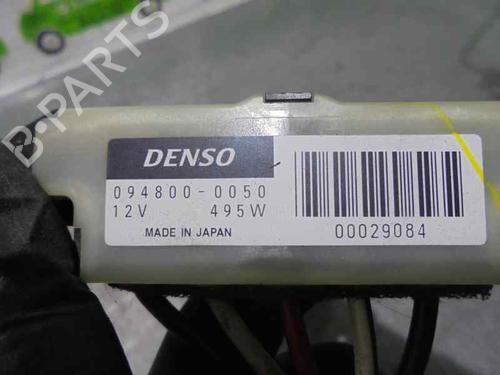 B-PARTS
DENSO
094800-0050
12V 495W
MADE IN JAPAN
00029084